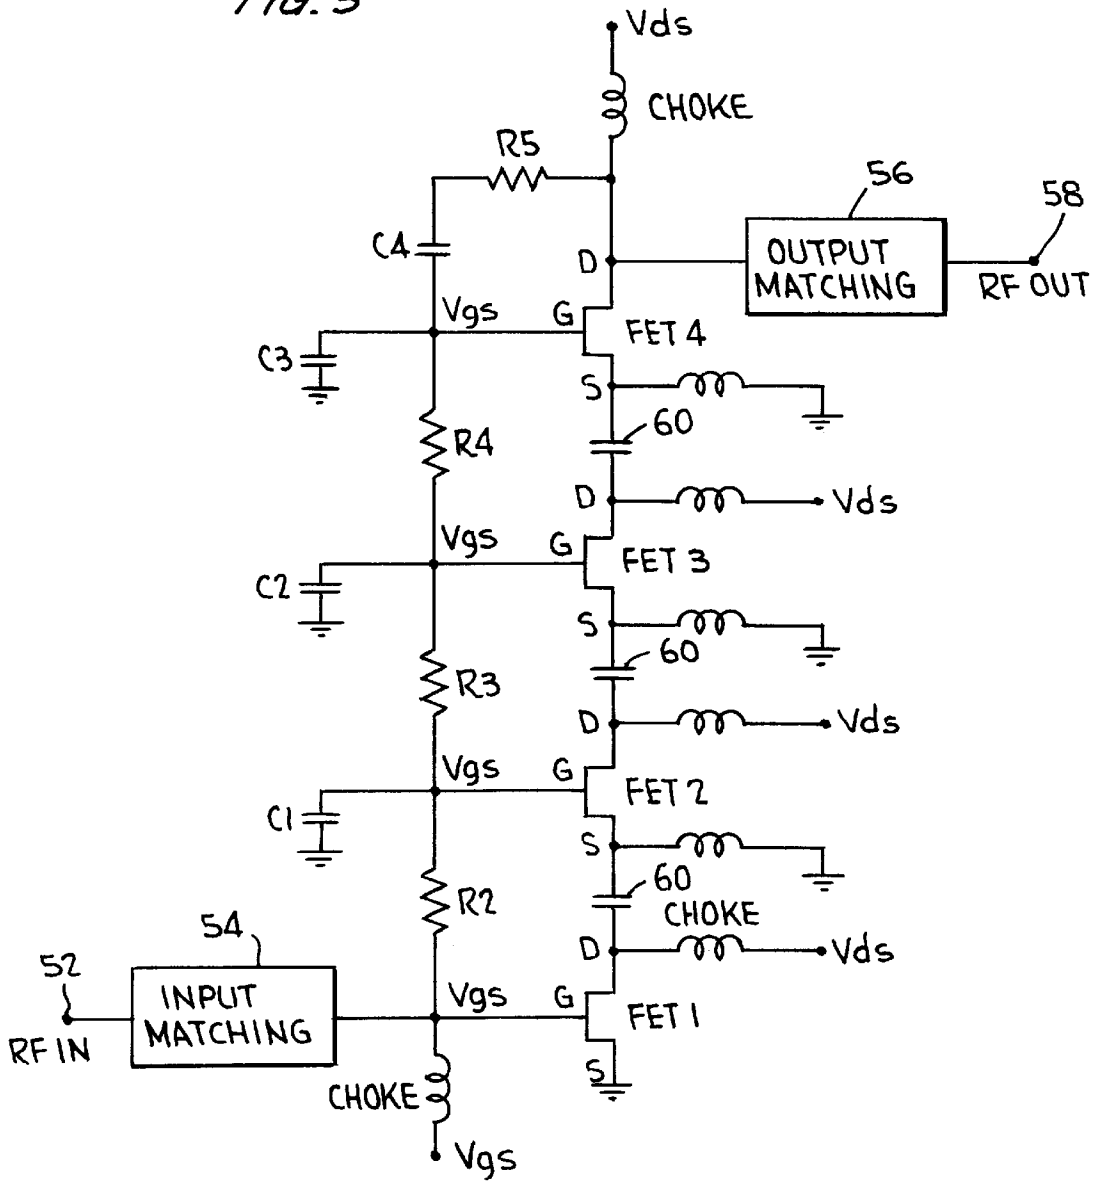 FIG. 5
Vds
CHOKE
R5
56
58
C4
D
OUTPUT
MATCHING
RF OUT
Vgs
G
FET 4
C3
S
60
R4
D
Vds
Vgs
G
FET 3
C2
S
60
R3
D
Vds
Vgs
G
FET 2
C1
S
60
R2
CHOKE
54
D
Vds
52
INPUT
MATCHING
Vgs
G
FET 1
RF IN
S
CHOKE
Vgs